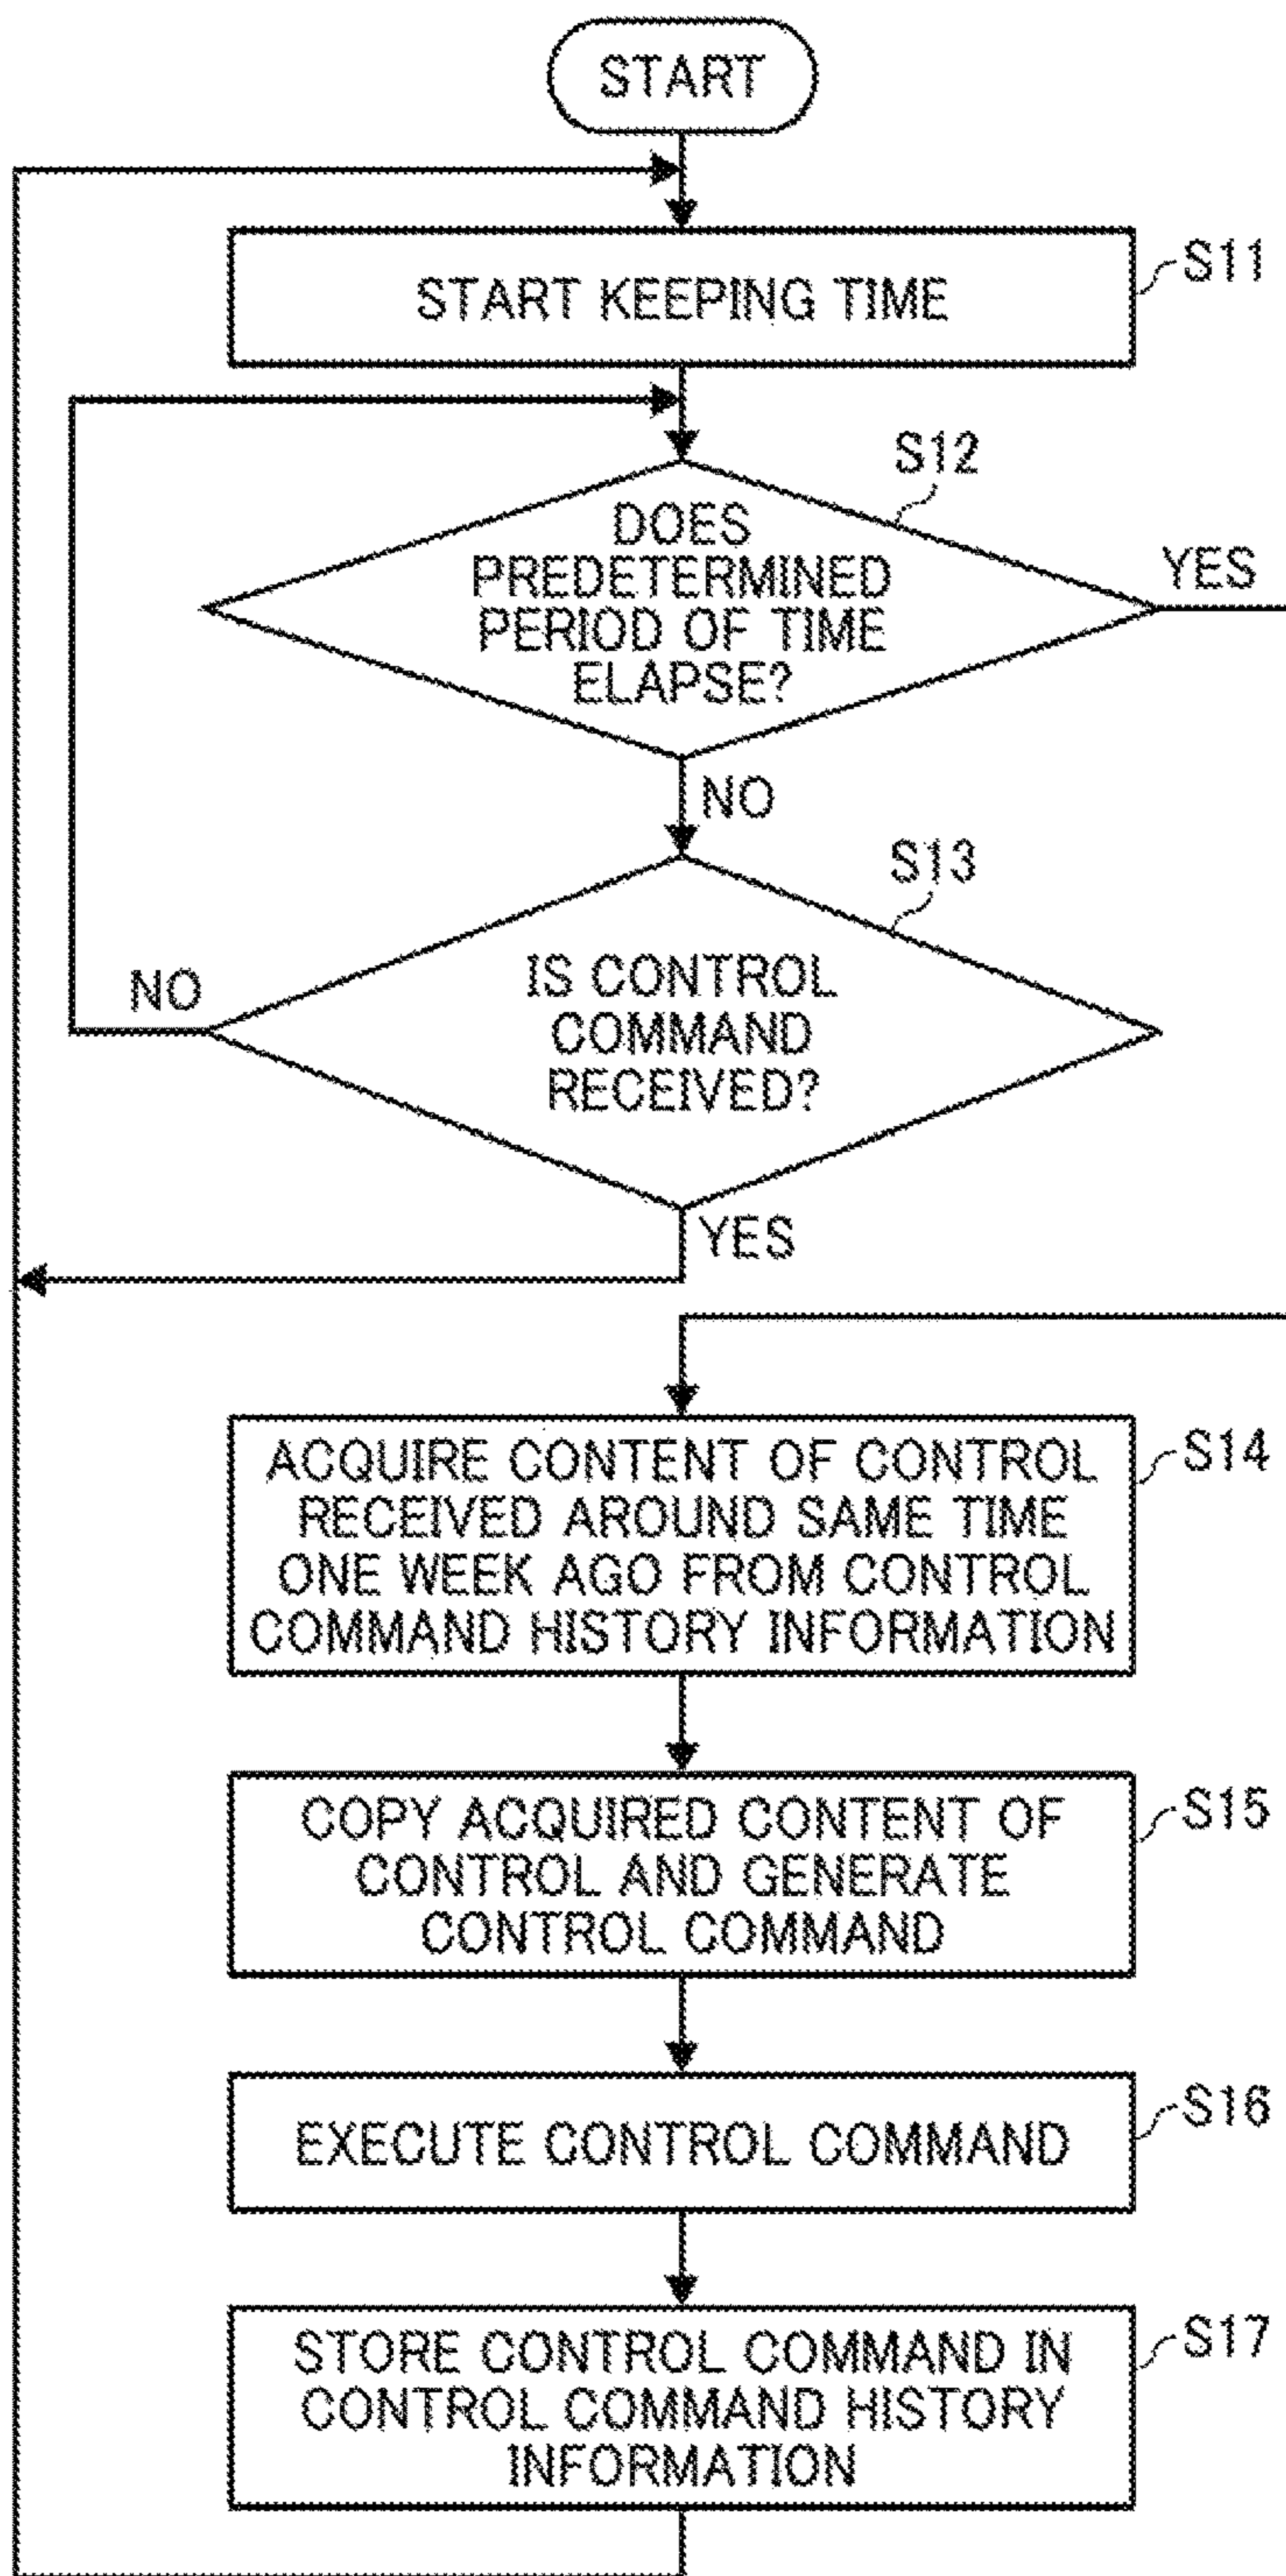 START
START KEEPING TIME
S11
S12
DOES
PREDETERMINED
PERIOD OF TIME
ELAPSE?
YES
NO
S13
IS CONTROL
COMMAND
RECEIVED?
NO
YES
ACQUIRE CONTENT OF CONTROL
RECEIVED AROUND SAME TIME
ONE WEEK AGO FROM CONTROL
COMMAND HISTORY INFORMATION
S14
COPY ACQUIRED CONTENT OF
CONTROL AND GENERATE
CONTROL COMMAND
S15
EXECUTE CONTROL COMMAND
S16
STORE CONTROL COMMAND IN
CONTROL COMMAND HISTORY
INFORMATION
S17